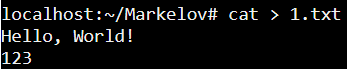 localhost:~/Markelov# cat > 1.txt
Hello, World!
123